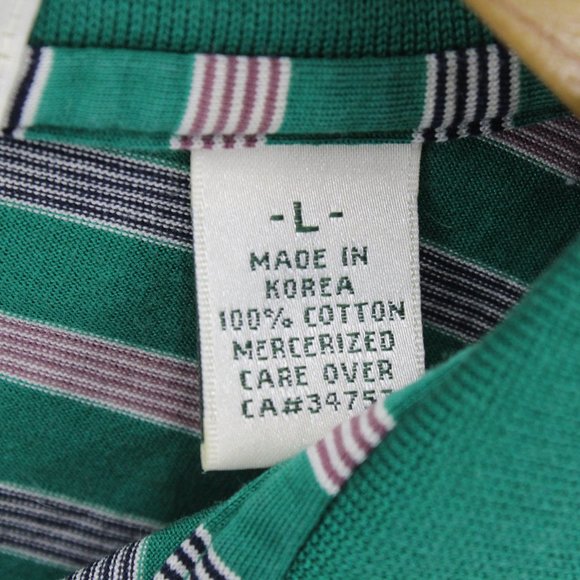 -L-
MADE IN
KOREA
100% COTTON
MERCERIZED
CARE OVER
CA#3475